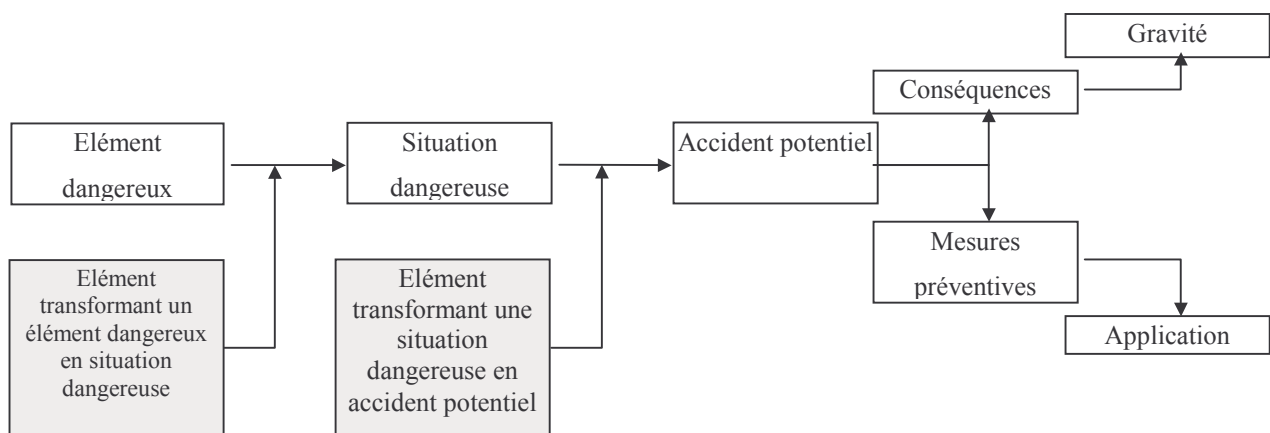 Gravité
Conséquences
Elément
dangereux
Situation
dangereuse
Accident potentiel
Mesures
préventives
Elément
transformant un
élément dangereux
en situation
dangereuse
Elément
transformant une
situation
dangereuse en
accident potentiel
Application